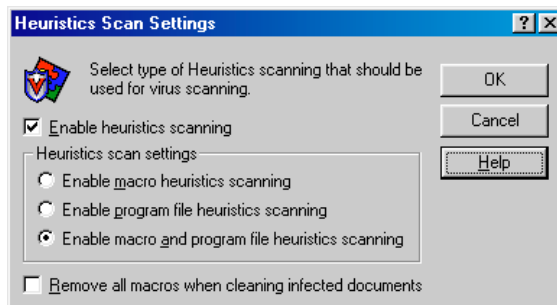 Heuristics Scan Settings
Select type of Heuristics scanning that should be
used for virus scanning.
OK
Cancel
Help
Enable heuristics scanning
Heuristics scan settings
Enable macro heuristics scanning
Enable program file heuristics scanning
Enable macro and program file heuristics scanning
Remove all macros when cleaning infected documents